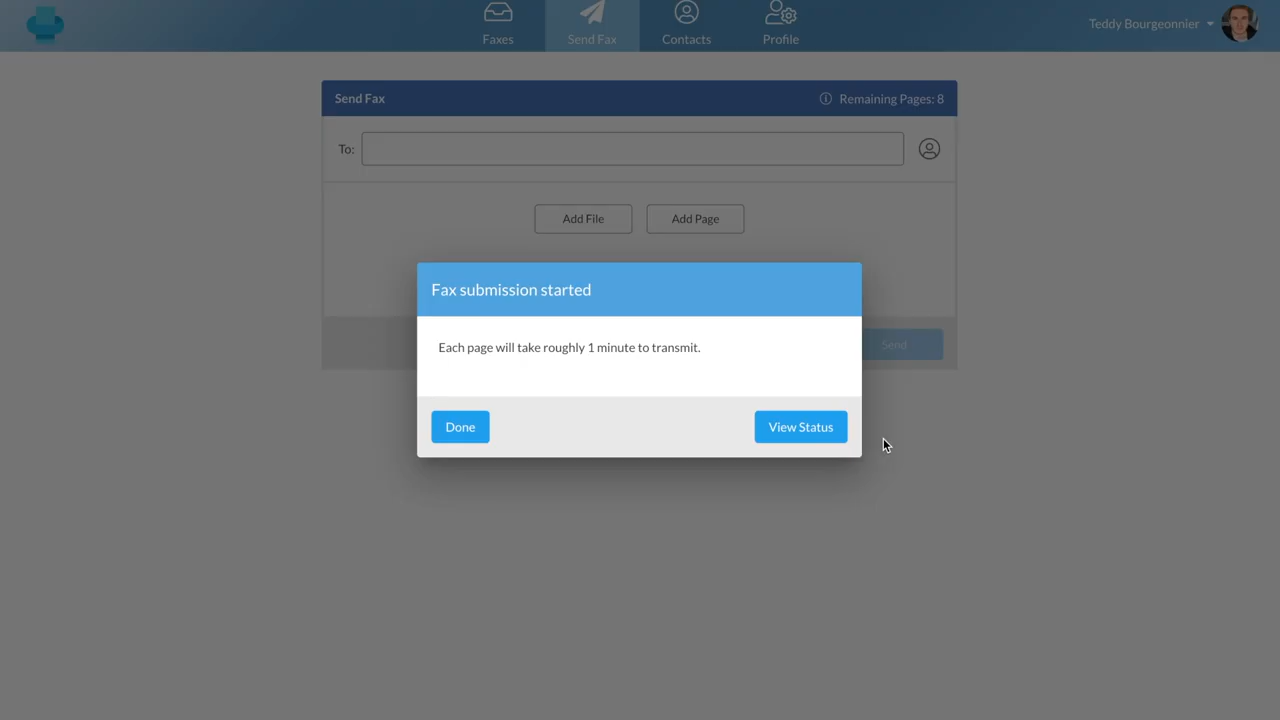 Faxes
Send Fax
Contacts
Profile
Teddy Bourgeonnier
Send Fax
Remaining Pages: 8
To:
Add File
Add Page
Fax submission started
Each page will take roughly 1 minute to transmit.
Send
Done
View Status